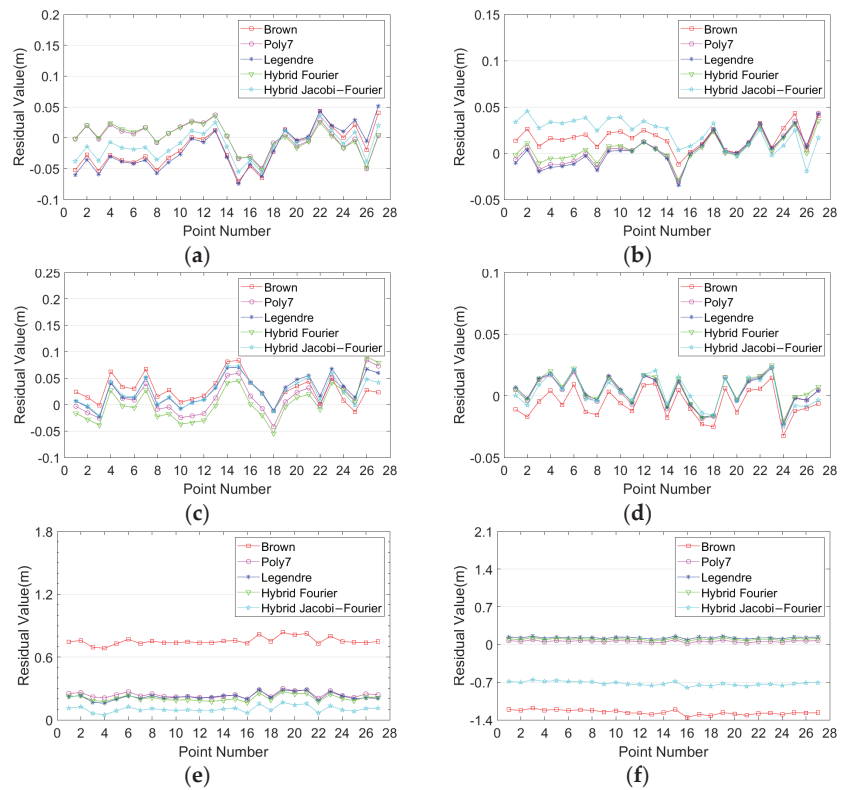 0.2
0.15
0.1
0.05
0
-0.05
-0.1
Residual Value(m)
Brown
Poly7
Legendre
Hybrid Fourier
Hybrid Jacobi−Fourier
0 2 4 6 8 10 12 14 16 18 20 22 24 26 28
Point Number
(a)
0.15
0.1
0.05
0
-0.05
Residual Value(m)
Brown
Poly7
Legendre
Hybrid Fourier
Hybrid Jacobi−Fourier
0 2 4 6 8 10 12 14 16 18 20 22 24 26 28
Point Number
(b)
0.25
0.2
0.15
0.1
0.05
0
-0.05
-0.1
Residual Value(m)
Brown
Poly7
Legendre
Hybrid Fourier
Hybrid Jacobi−Fourier
0 2 4 6 8 10 12 14 16 18 20 22 24 26 28
Point Number
(c)
0.1
0.05
0
-0.05
Residual Value(m)
Brown
Poly7
Legendre
Hybrid Fourier
Hybrid Jacobi−Fourier
0 2 4 6 8 10 12 14 16 18 20 22 24 26 28
Point Number
(d)
1.8
1.2
0.6
0
Residual Value(m)
Brown
Poly7
Legendre
Hybrid Fourier
Hybrid Jacobi−Fourier
0 2 4 6 8 10 12 14 16 18 20 22 24 26 28
Point Number
(e)
2.1
1.4
0.7
0
-0.7
-1.4
Residual Value(m)
Brown
Poly7
Legendre
Hybrid Fourier
Hybrid Jacobi−Fourier
0 2 4 6 8 10 12 14 16 18 20 22 24 26 28
Point Number
(f)